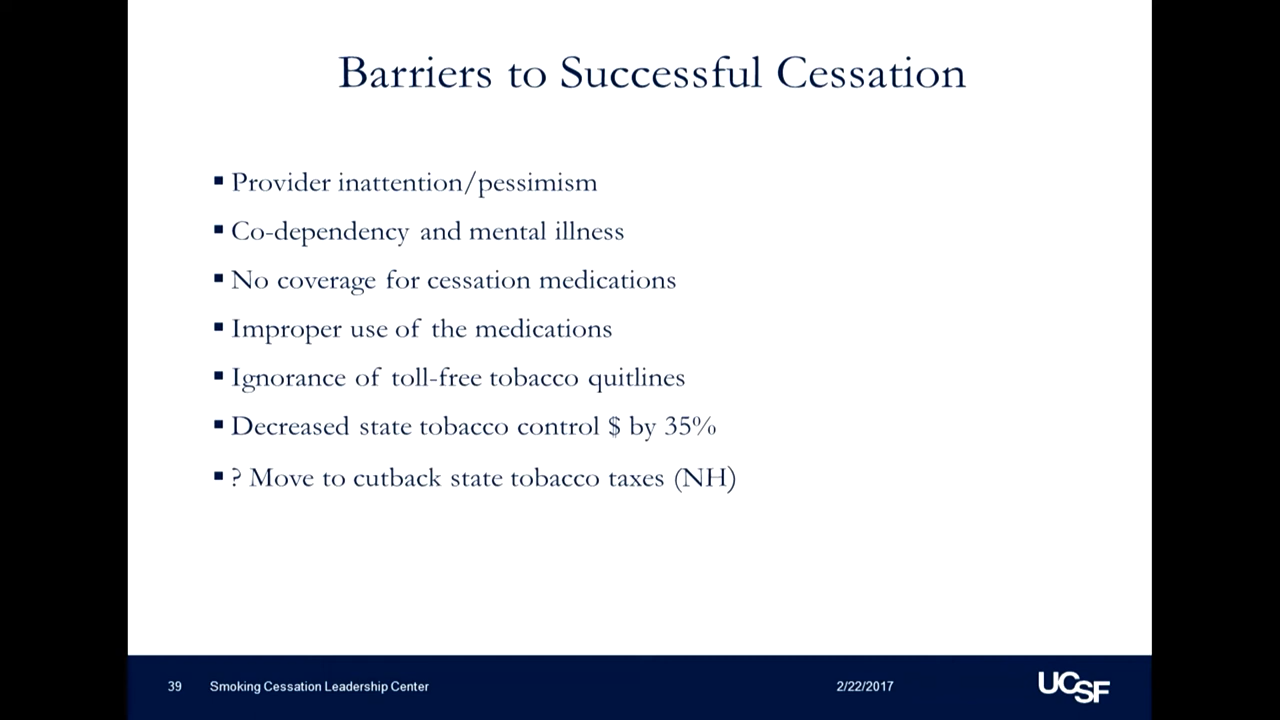 Barriers to Successful Cessation
▪ Provider inattention/pessimism
▪ Co-dependency and mental illness
▪ No coverage for cessation medications
▪ Improper use of the medications
▪ Ignorance of toll-free tobacco quitlines
▪ Decreased state tobacco control $ by 35%
▪ ? Move to cutback state tobacco taxes (NH)
39 Smoking Cessation Leadership Center 2/22/2017 UCSF